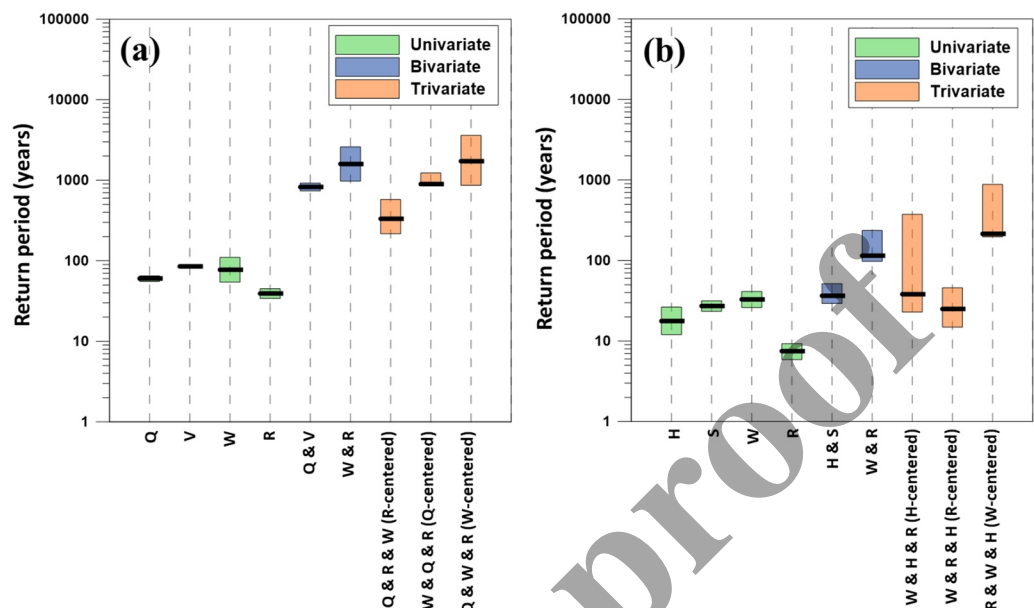 (a)
Return period (years)
100000
10000
1000
100
10
1
Univariate
Bivariate
Trivariate
Q
V
W
R
Q & V
W & R
Q & R & W (R-centered)
W & Q & R (Q-centered)
Q & W & R (W-centered)
(b)
Return period (years)
100000
10000
1000
100
10
1
Univariate
Bivariate
Trivariate
H
S
W
R
H & S
W & R
W & H & R (H-centered)
W & R & H (R-centered)
R & W & H (W-centered)
proof